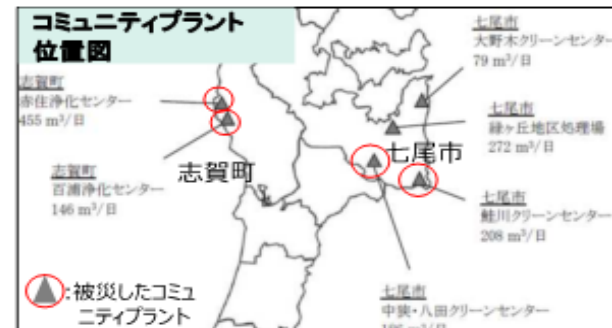 コミュニティプラント
位置図
志賀町
赤住浄化センター
455 m³/日
志賀町
百浦浄化センター
146 m³/日
志賀町
七尾市
七尾市
大野木クリーンセンター
79 m³/日
七尾市
緑ヶ丘地区処理場
272 m³/日
七尾市
鮭川クリーンセンター
208 m³/日
七尾市
中狭・八田クリーンセンター
m³/日
:被災したコミュ
ニティプラント